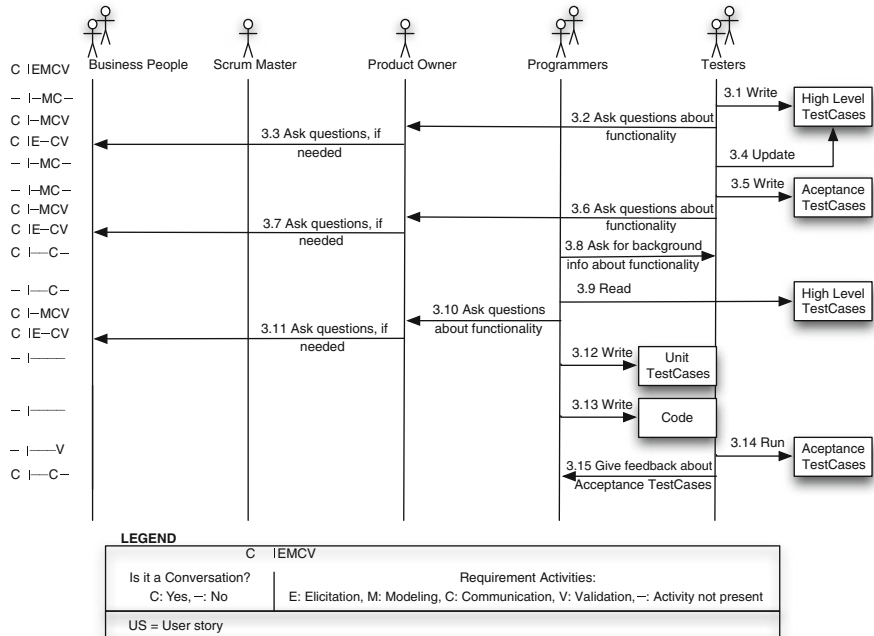 Business People Scrum Master Product Owner Programmers Testers
C |EMCV
– |–MC– 3.1 Write High Level
TestCases
C |–MCV 3.2 Ask questions about
functionality
C |E–CV 3.3 Ask questions, if
needed
– |–MC– 3.4 Update
– |–MC– 3.5 Write Aceptance
TestCases
C |–MCV 3.6 Ask questions about
functionality
C |E–CV 3.7 Ask questions, if
needed
C |––C– 3.8 Ask for background
info about functionality
– |––C– 3.9 Read High Level
TestCases
C |–MCV 3.10 Ask questions
about functionality
C |E–CV 3.11 Ask questions, if
needed
– |–––– 3.12 Write Unit
TestCases
– |–––– 3.13 Write Code
– |–––V 3.14 Run Aceptance
TestCases
C |––C– 3.15 Give feedback about
Acceptance TestCases
LEGEND
C |EMCV
Is it a Conversation? Requirement Activities:
C: Yes, –: No E: Elicitation, M: Modeling, C: Communication, V: Validation, –: Activity not present
US = User story